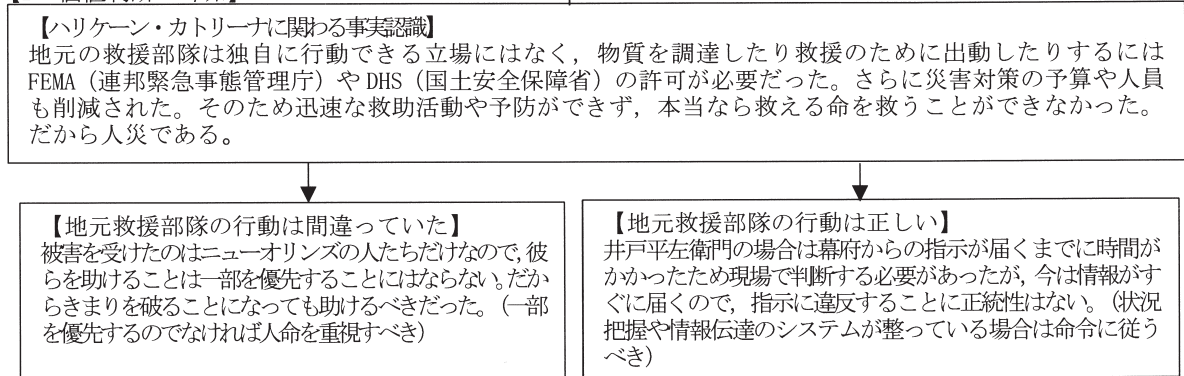 【ハリケーン・カトリーナに関わる事実認識】
地元の救援部隊は独自に行動できる立場にはなく，物質を調達したり救援のために出動したりするには
FEMA（連邦緊急事態管理庁）や DHS（国土安全保障省）の許可が必要だった。さらに災害対策の予算や人員
も削減された。そのため迅速な救助活動や予防ができず，本当なら救える命を救うことができなかった。
だから人災である。
【地元救援部隊の行動は間違っていた】
被害を受けたのはニューオリンズの人たちだけなので，彼
らを助けることは一部を優先することにはならない。だか
らきまりを破ることになっても助けるべきだった。（一部
を優先するのでなければ人命を重視すべき）
【地元救援部隊の行動は正しい】
井戸平左衛門の場合は幕府からの指示が届くまでに時間が
かかったため現場で判断する必要があったが，今は情報がす
ぐに届くので，指示に違反することに正統性はない。（状況
把握や情報伝達のシステムが整っている場合は命令に従う
べき）